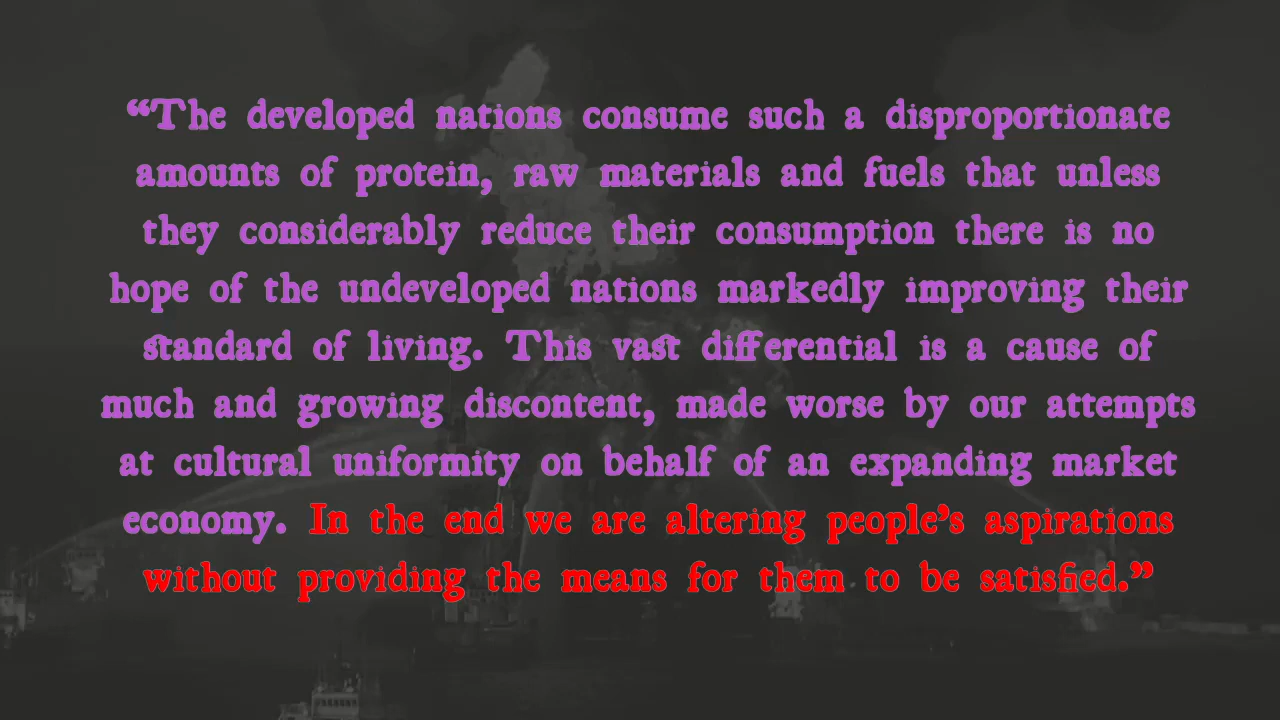 “The developed nations consume such a disproportionate
amounts of protein, raw materials and fuels that unless
they considerably reduce their consumption there is no
hope of the undeveloped nations markedly improving their
standard of living. This vast differential is a cause of
much and growing discontent, made worse by our attempts
at cultural uniformity on behalf of an expanding market
economy. In the end we are altering people’s aspirations
without providing the means for them to be satisfied.”